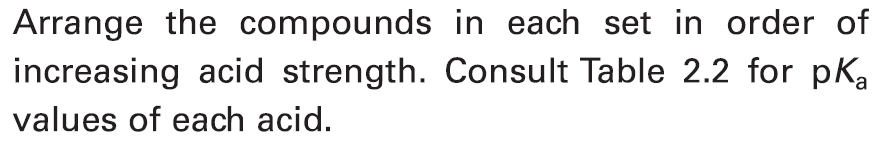 Arrange the compounds in each set in order of
increasing acid strength. Consult Table 2.2 for pKₐ
values of each acid.